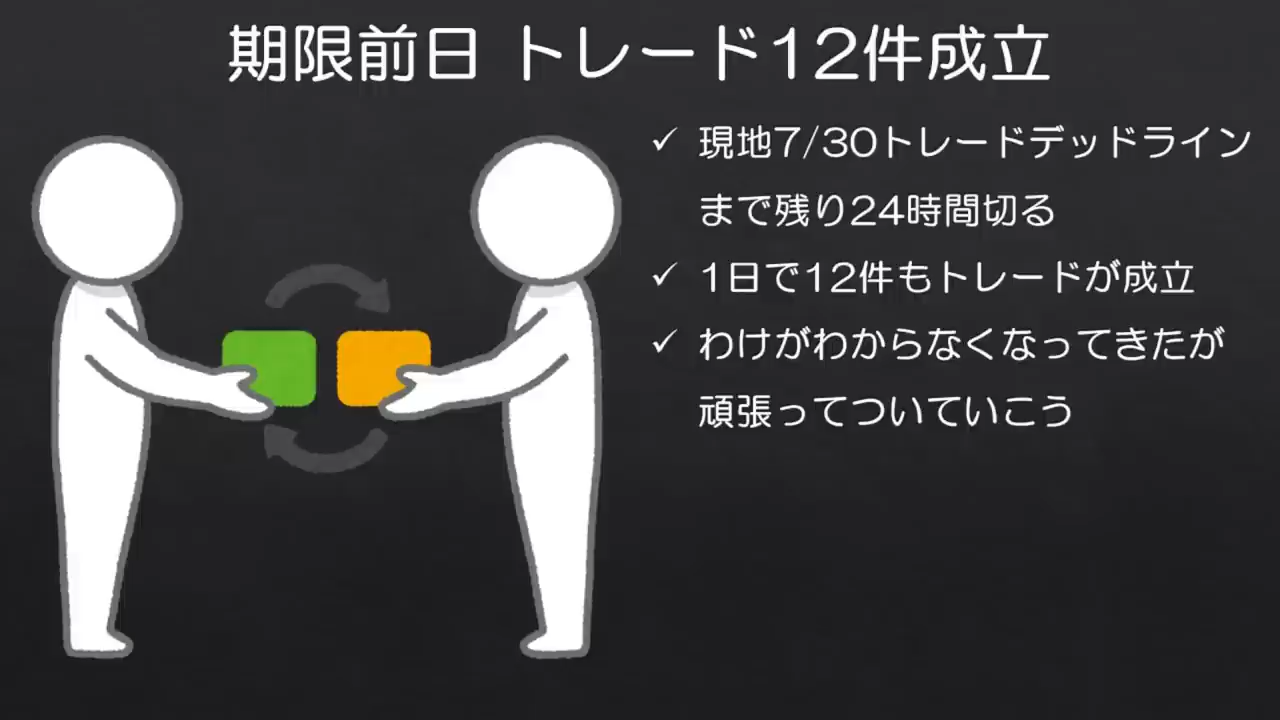 期限前日 トレード12件成立
✓ 現地7/30トレードデッドライン
まで残り24時間切る
✓ 1日で12件もトレードが成立
✓ わけがわからなくなってきたが
頑張ってついていこう